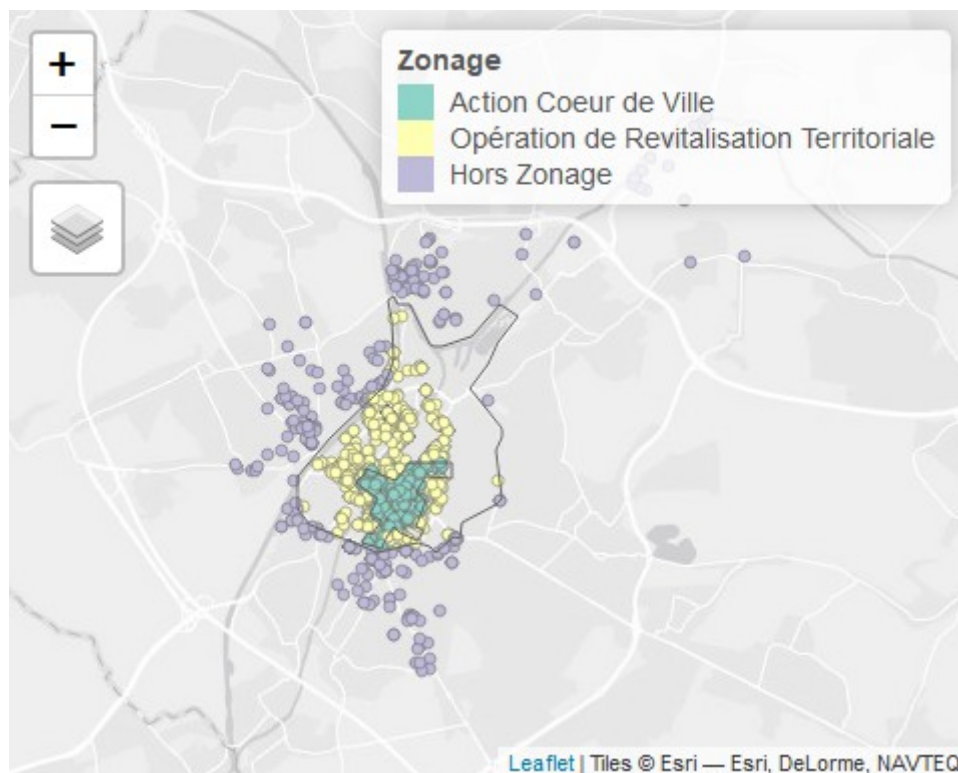 +
−
Zonage
Action Coeur de Ville
Opération de Revitalisation Territoriale
Hors Zonage
Leaflet | Tiles © Esri — Esri, DeLorme, NAVTEQ